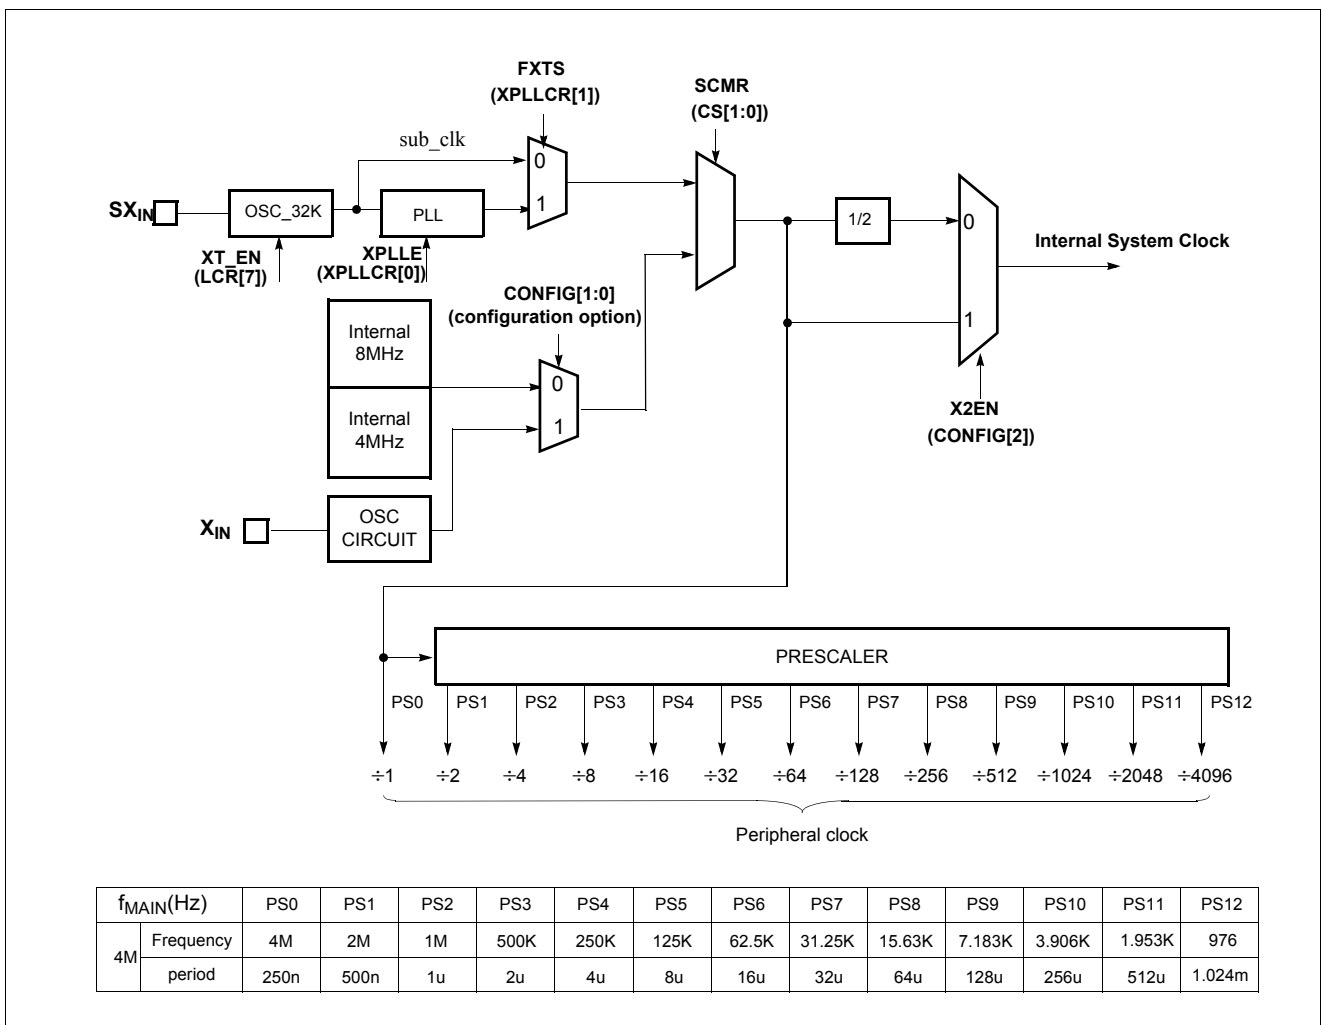 FXTS
(XPLLCR[1])
SCMR
(CS[1:0])
sub_clk
0
1
SXIN
OSC_32K
PLL
XT_EN
(LCR[7])
XPLLE
(XPLLCR[0])
1/2
0
1
Internal System Clock
X2EN
(CONFIG[2])
CONFIG[1:0]
(configuration option)
Internal
8MHz
Internal
4MHz
0
1
XIN
OSC
CIRCUIT
PRESCALER
PS0 PS1 PS2 PS3 PS4 PS5 PS6 PS7 PS8 PS9 PS10 PS11 PS12
÷1 ÷2 ÷4 ÷8 ÷16 ÷32 ÷64 ÷128 ÷256 ÷512 ÷1024 ÷2048 ÷4096
Peripheral clock
fMAIN(Hz) PS0 PS1 PS2 PS3 PS4 PS5 PS6 PS7 PS8 PS9 PS10 PS11 PS12
4M Frequency 4M 2M 1M 500K 250K 125K 62.5K 31.25K 15.63K 7.183K 3.906K 1.953K 976
period 250n 500n 1u 2u 4u 8u 16u 32u 64u 128u 256u 512u 1.024m